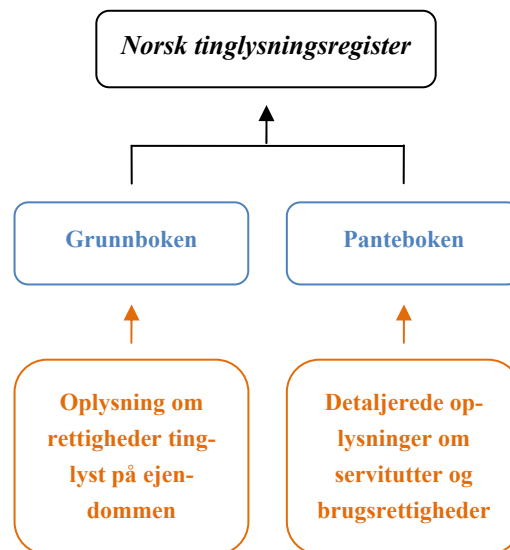 Norsk tinglysningsregister
Grunnboken
Panteboken
Oplysning om
rettigheder ting-
lyst på ejen-
dommen
Detaljerede op-
lysninger om
servitutter og
brugsrettigheder